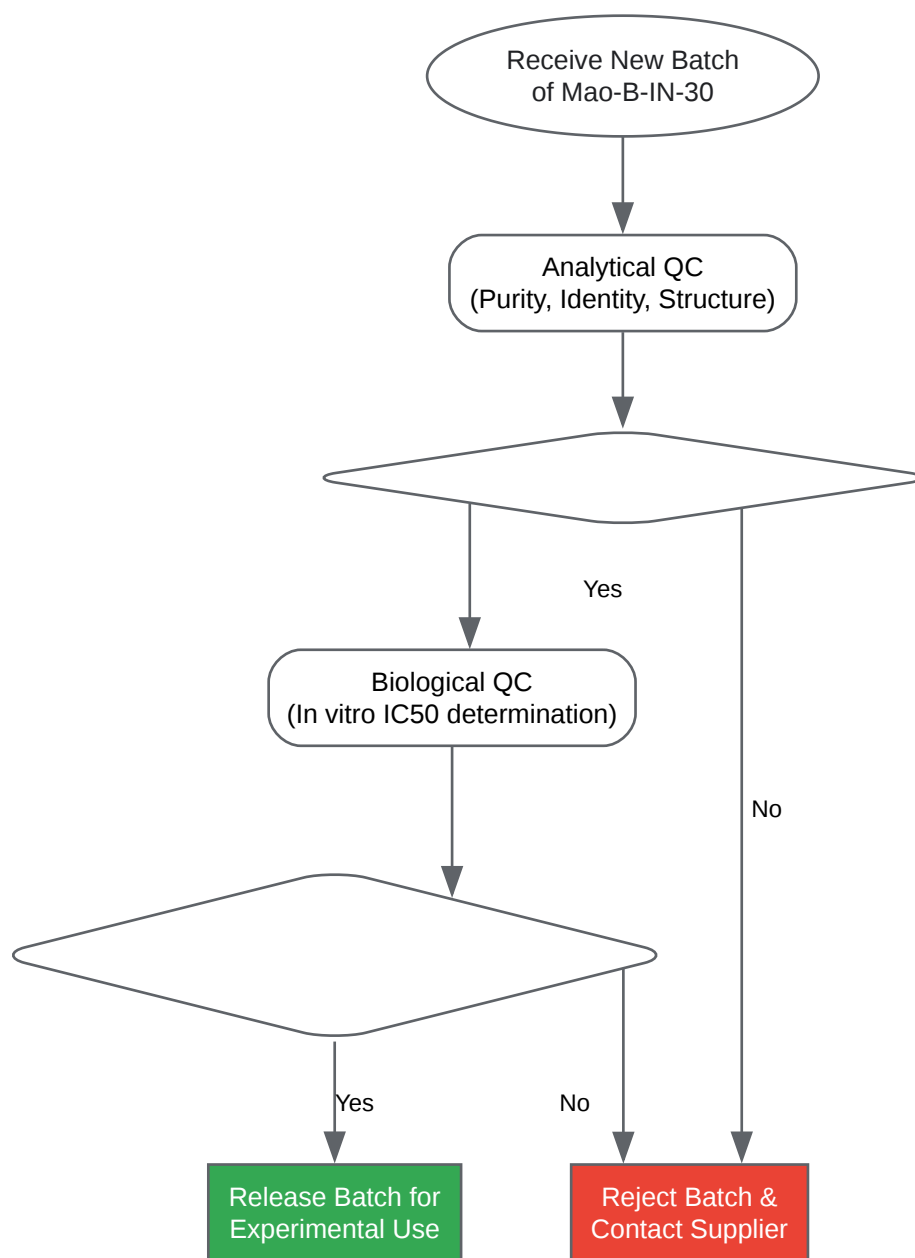 Receive New Batch
of Mao-B-IN-30
Analytical QC
(Purity, Identity, Structure)
Yes
Biological QC
(In vitro IC50 determination)
No
Yes
No
Release Batch for
Experimental Use
Reject Batch &
Contact Supplier